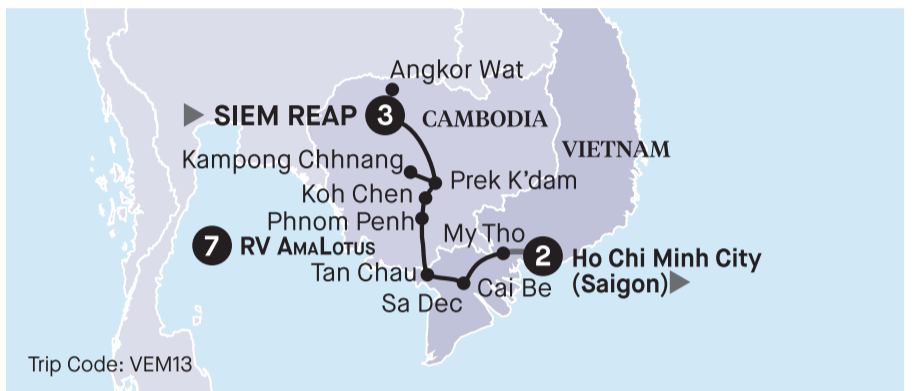 Angkor Wat
SIEM REAP 3
CAMBODIA
VIETNAM
Kampong Chhnang
Prek K’dam
Koh Chen
Phnom Penh
My Tho
7 RV AMALOTUS
2 Ho Chi Minh City
(Saigon)
Tan Chau
Cai Be
Sa Dec
Trip Code: VEM13